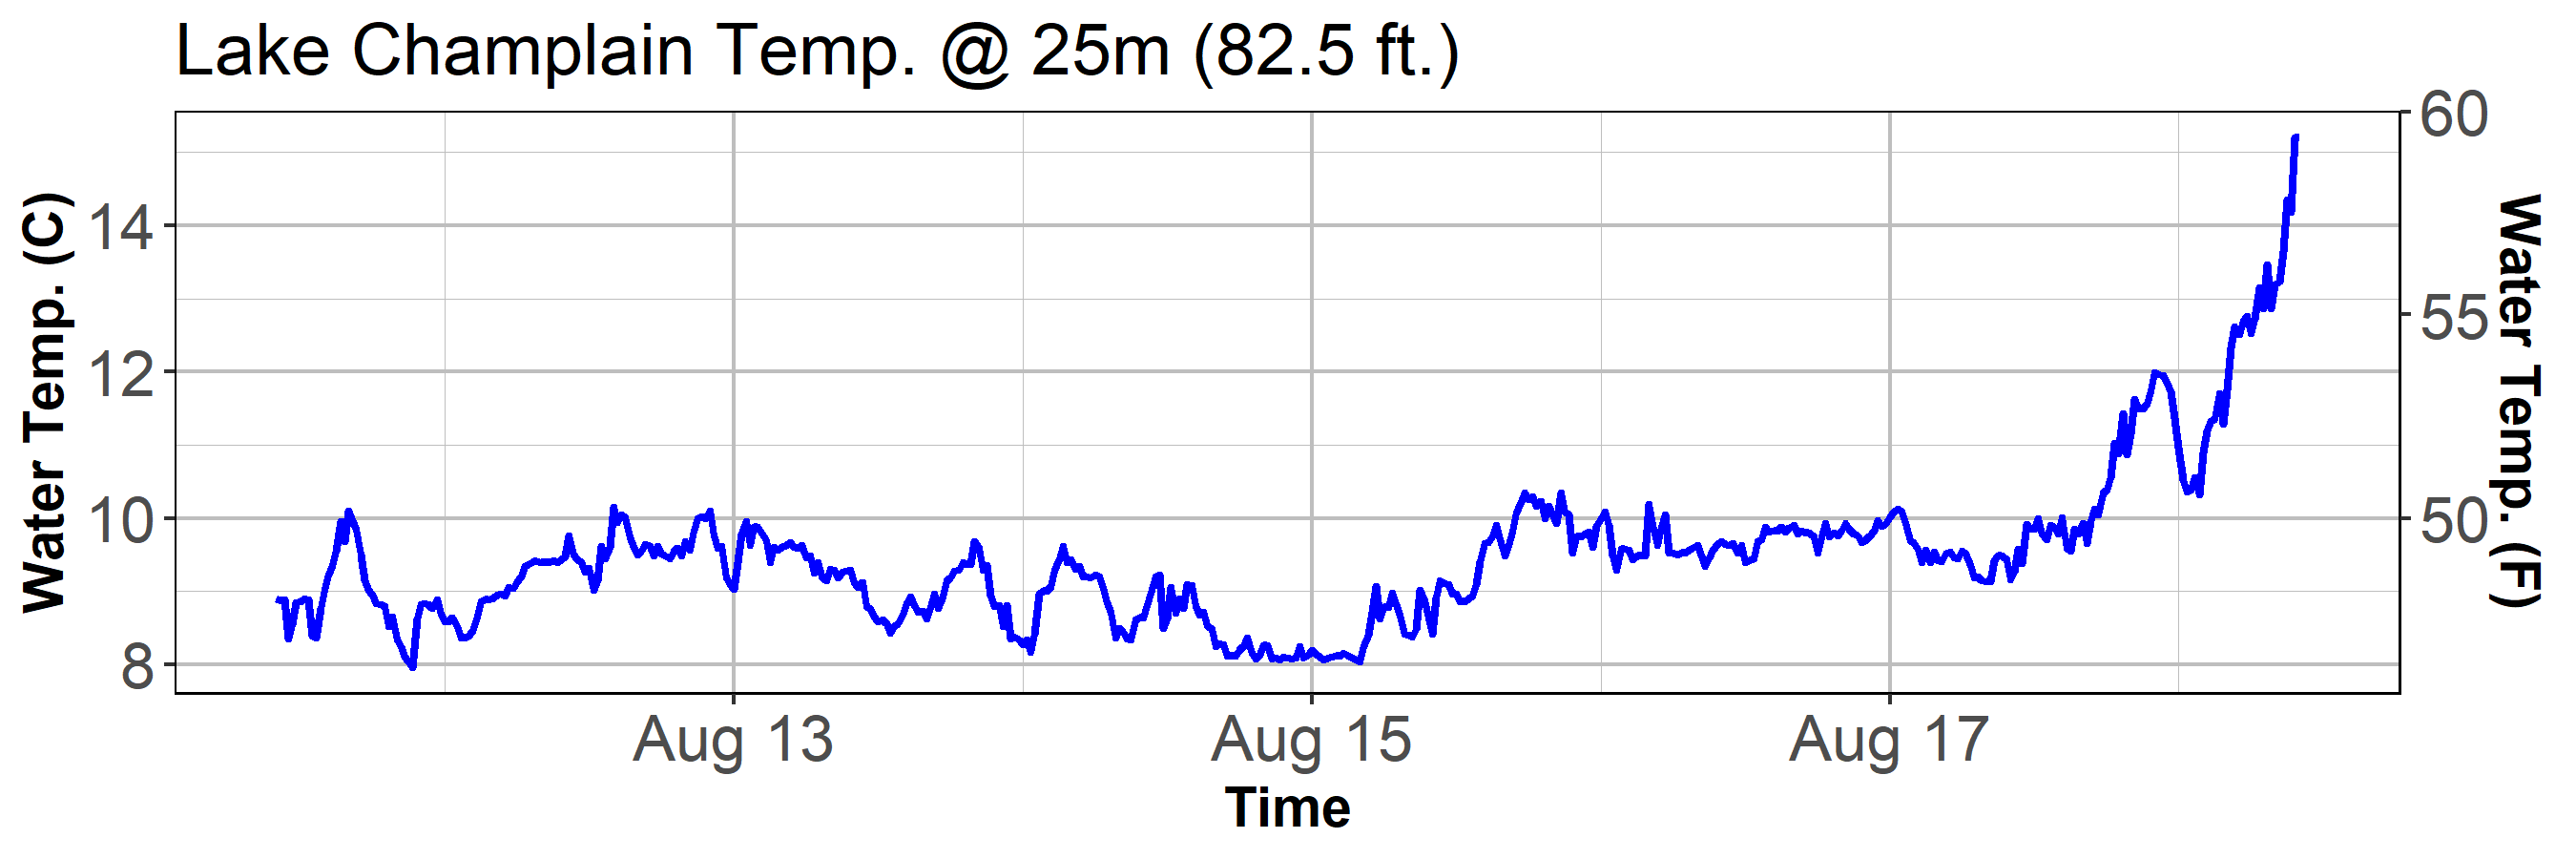 Lake Champlain Temp. @ 25m (82.5 ft.)
Water Temp. (C)
14
12
10
8
60
55
50
Water Temp. (F)
Aug 13
Aug 15
Aug 17
Time